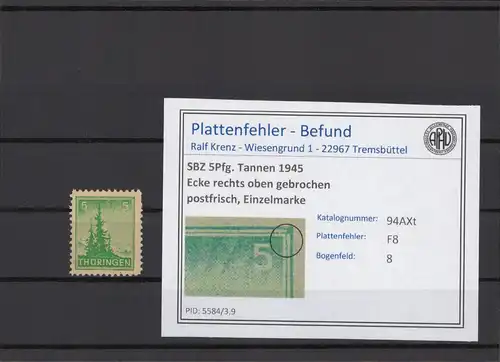 Plattenfehler - Befund
Ralf Krenz - Wiesengrund 1 - 22967 Tremsbüttel
SBZ 5Pfg. Tannen 1945
Ecke rechts oben gebrochen
postfrisch, Einzelmarke
Katalognummer: 94AXt
Plattenfehler: F8
Bogenfeld: 8
5
PID: 5584/3.9
5 5
THÜRINGEN